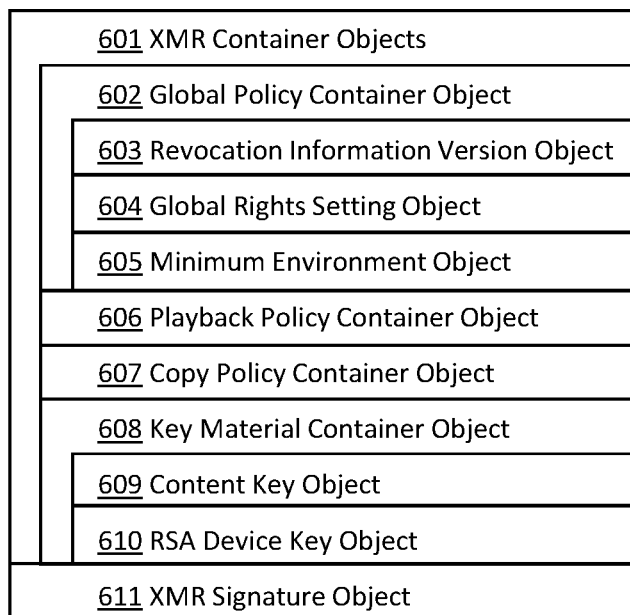 601 XMR Container Objects
602 Global Policy Container Object
603 Revocation Information Version Object
604 Global Rights Setting Object
605 Minimum Environment Object
606 Playback Policy Container Object
607 Copy Policy Container Object
608 Key Material Container Object
609 Content Key Object
610 RSA Device Key Object
611 XMR Signature Object